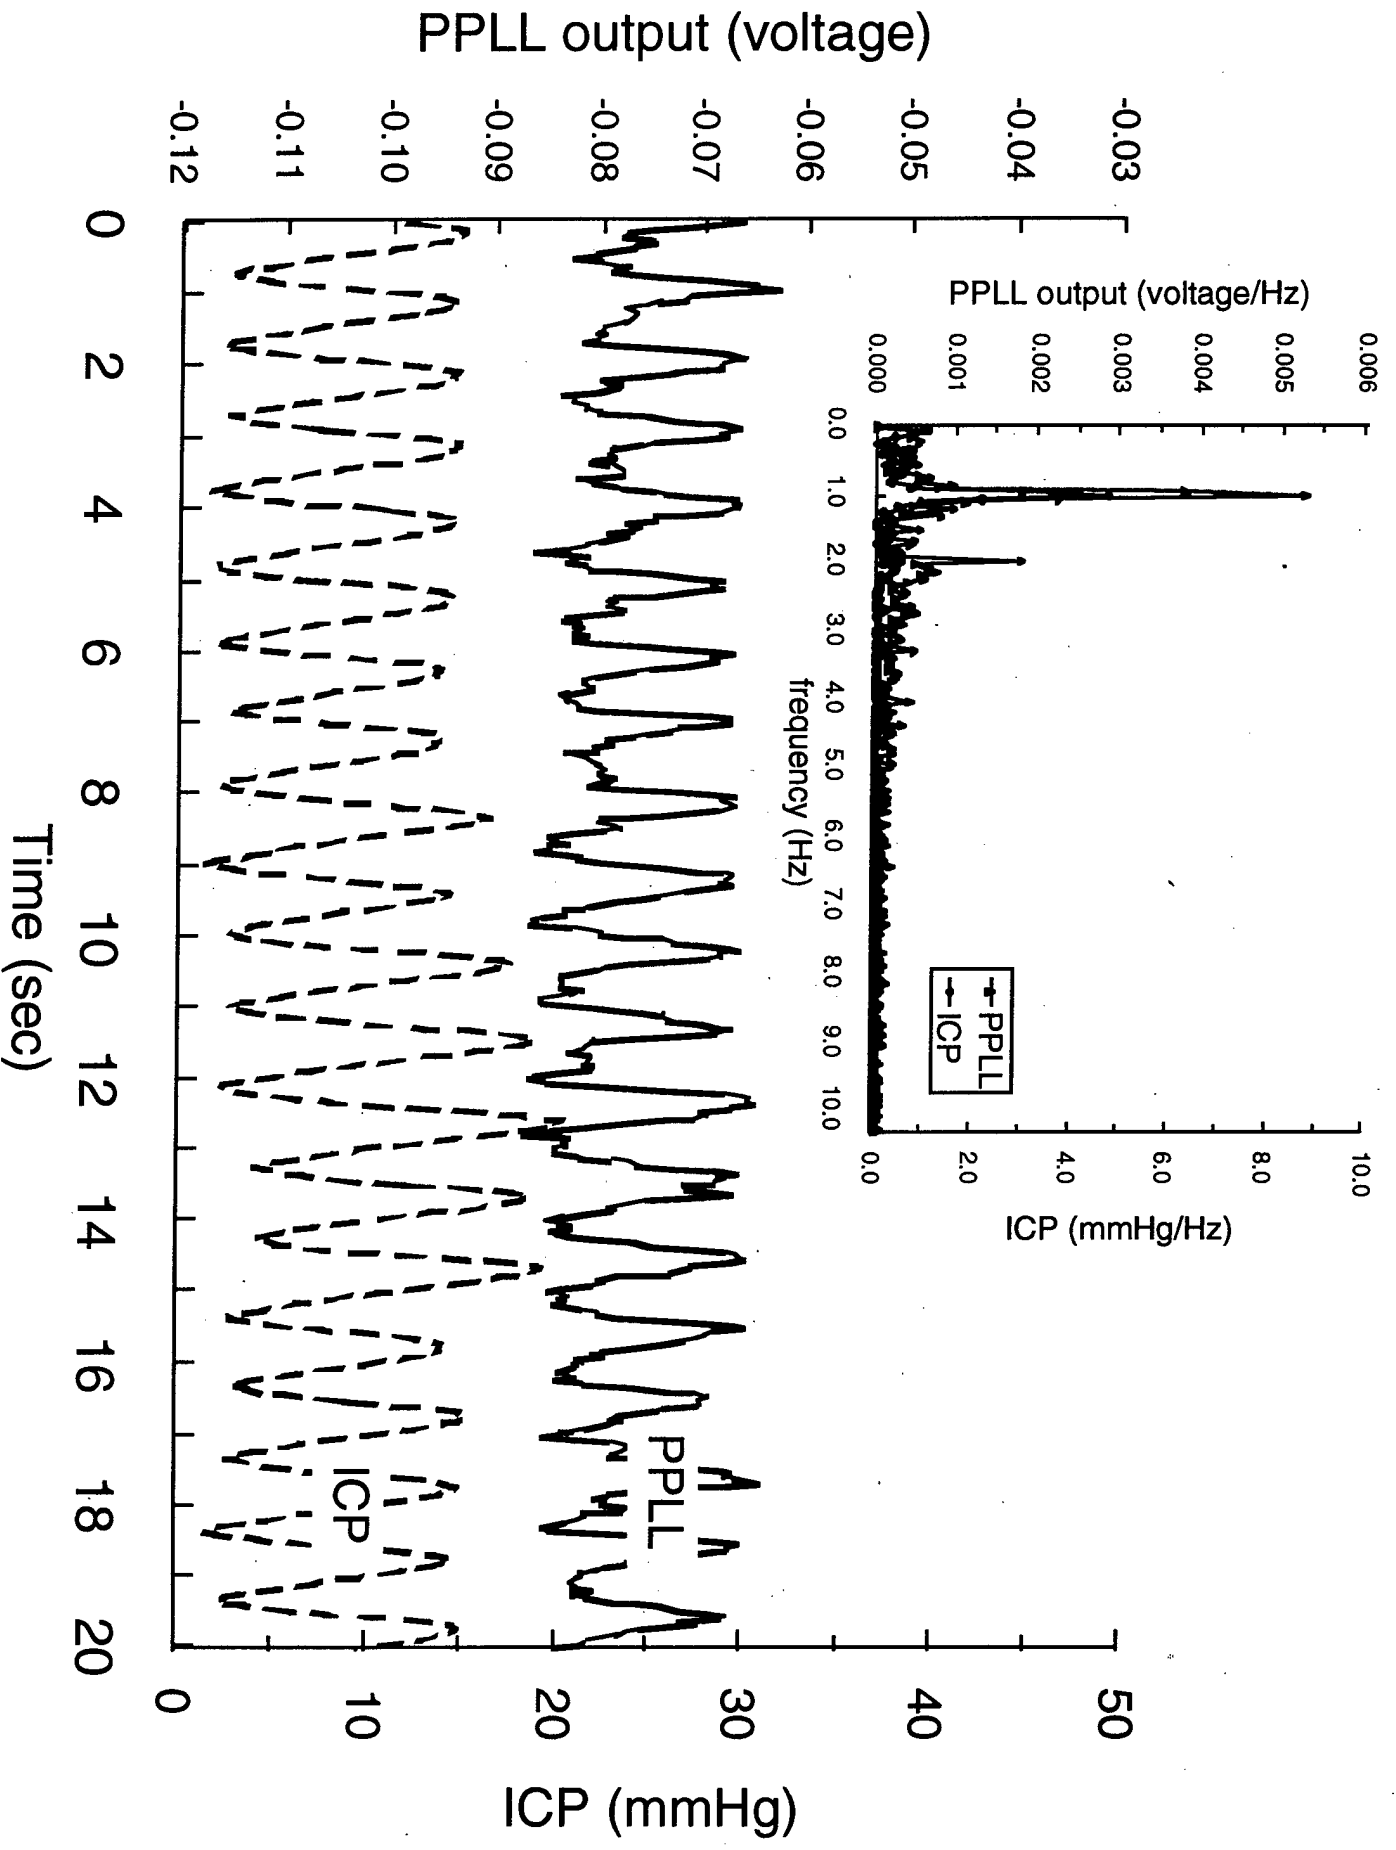 PPLL output (voltage)
-0.03
-0.04
-0.05
-0.06
-0.07
-0.08
-0.09
-0.10
-0.11
-0.12
PPLL output (voltage/Hz)
0.006
0.005
0.004
0.003
0.002
0.001
0.000
0.0 1.0 2.0 3.0 4.0 5.0 6.0 7.0 8.0 9.0 10.0
frequency (Hz)
PPLL
ICP
10.0
8.0
6.0
4.0
2.0
0.0
ICP (mmHg/Hz)
PPLL
ICP
50
40
30
20
10
0
ICP (mmHg)
0 2 4 6 8 10 12 14 16 18 20
Time (sec)